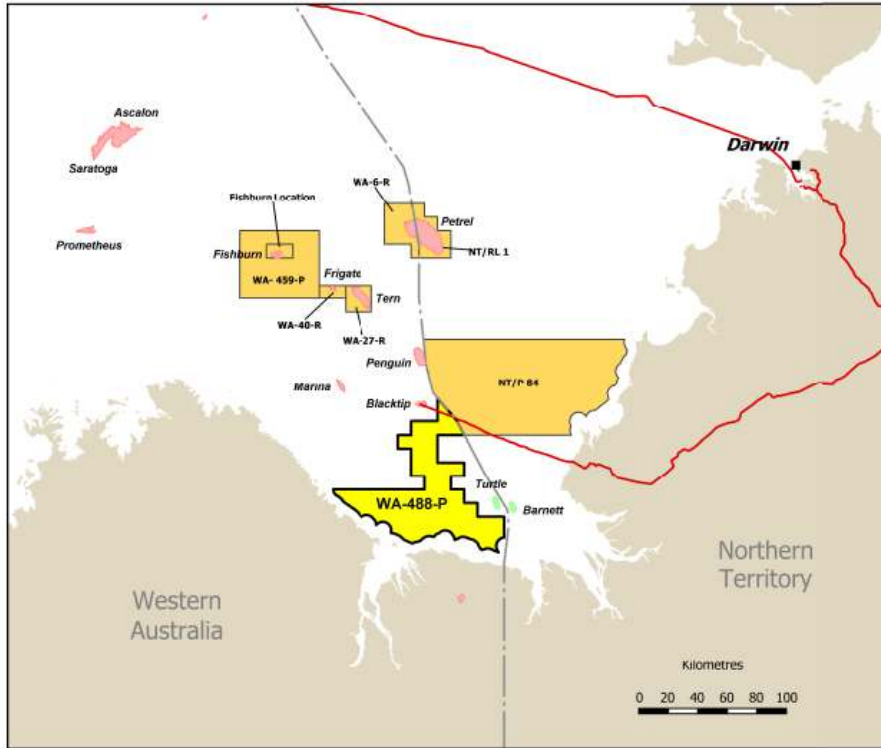 Ascalon
Saratoga
Darwin
WA-6-R
Fishburn Location
Petrel
Prometheus
Fishburn
NT/RL 1
WA- 459-P
Frigate
Tern
WA-40-R
WA-27-R
Penguin
NT/P 84
Marina
Blacktip
Turtle
WA-488-P
Barnett
Northern
Territory
Western
Australia
Kilometres
0 20 40 60 80 100